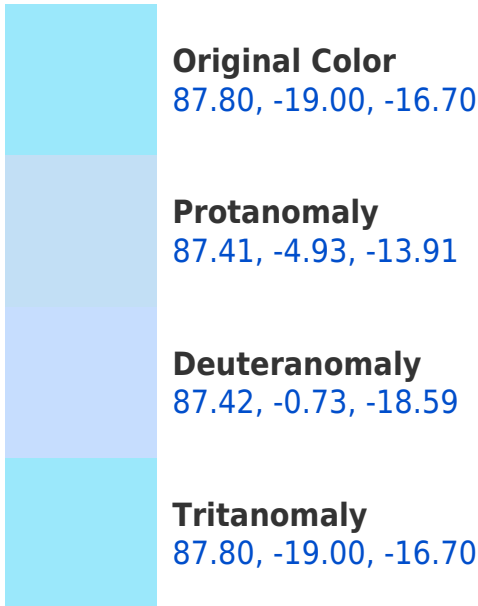 Original Color
87.80, -19.00, -16.70
Protanomaly
87.41, -4.93, -13.91
Deuteranomaly
87.42, -0.73, -18.59
Tritanomaly
87.80, -19.00, -16.70